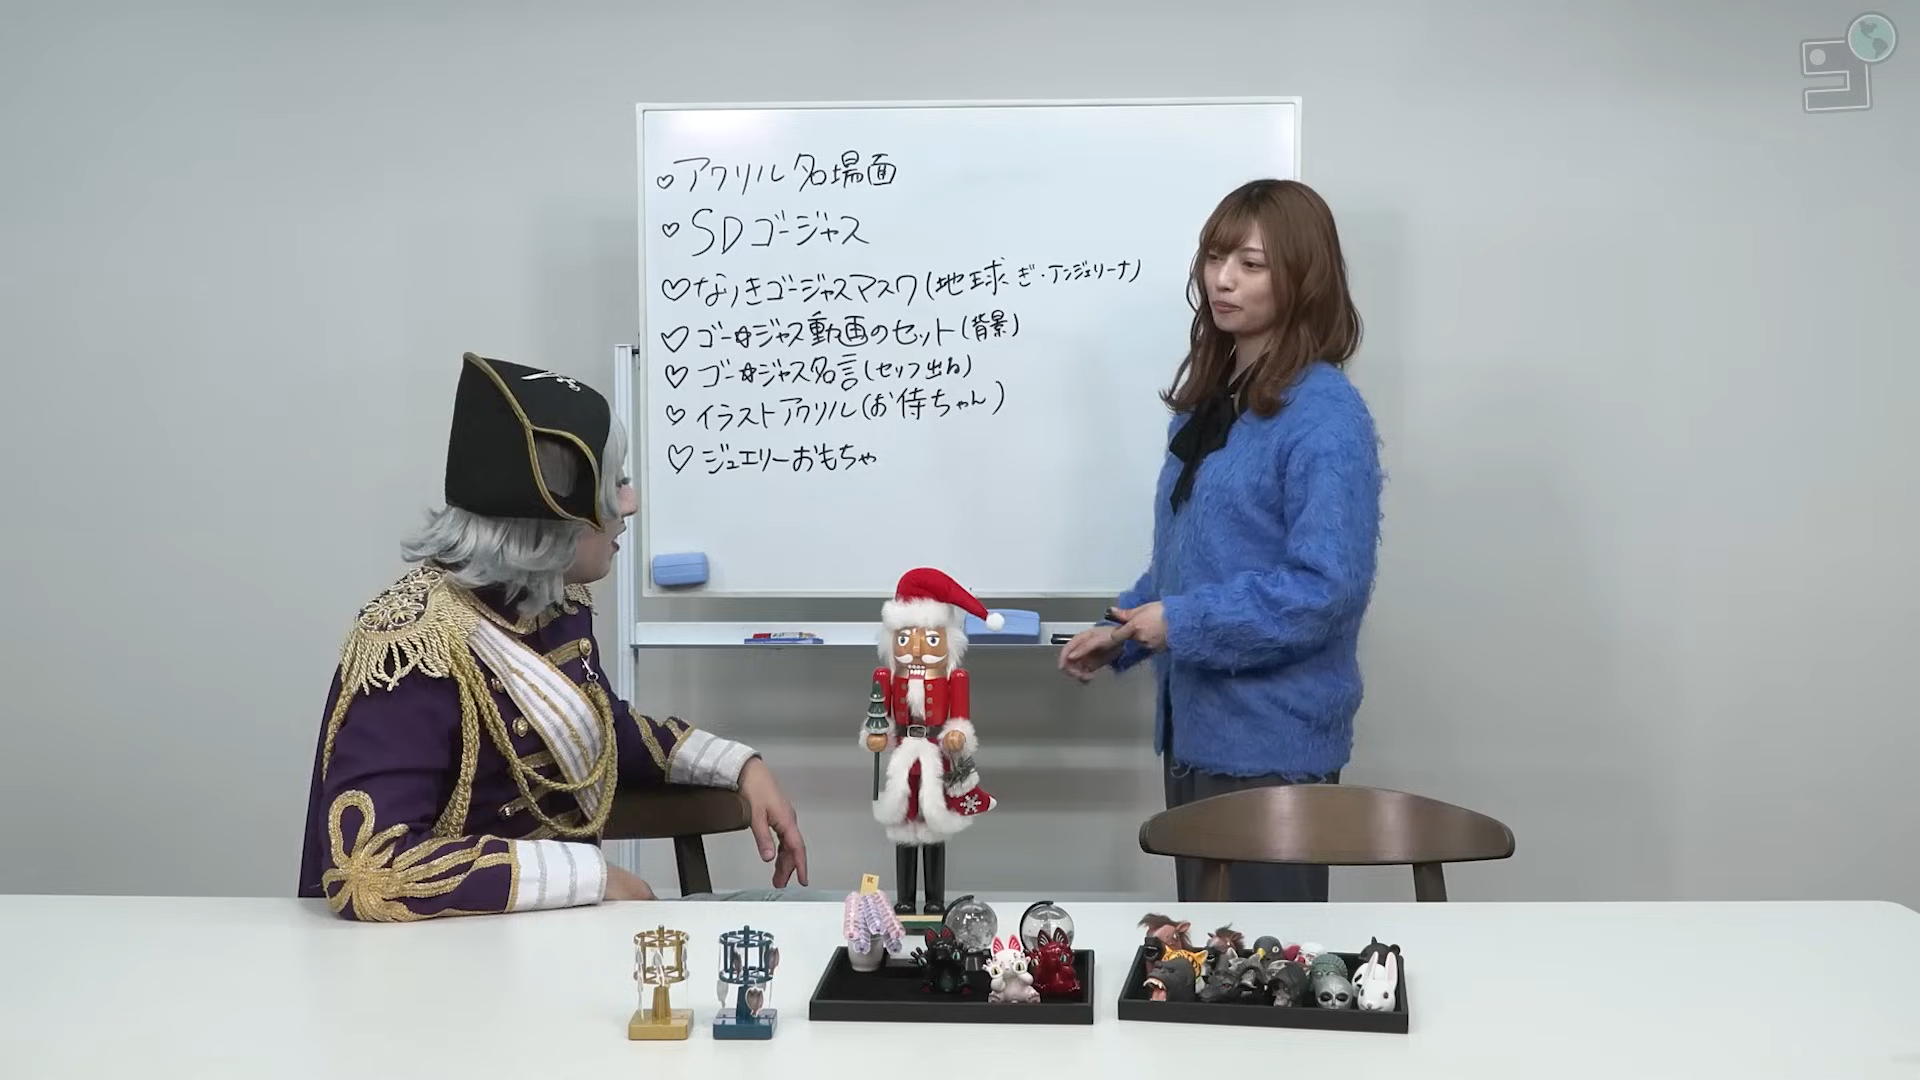 ♡アクリル名場面
♡SDゴージャス
♡なりきゴージャスマスク(地球ぎ・アンジェリーナ)
♡ゴー☆ジャス動画のセット(背景)
♡ゴー☆ジャス名言(セリフ出る)
♡イラストアクリル(お侍ちゃん)
♡ジュエリーおもちゃ